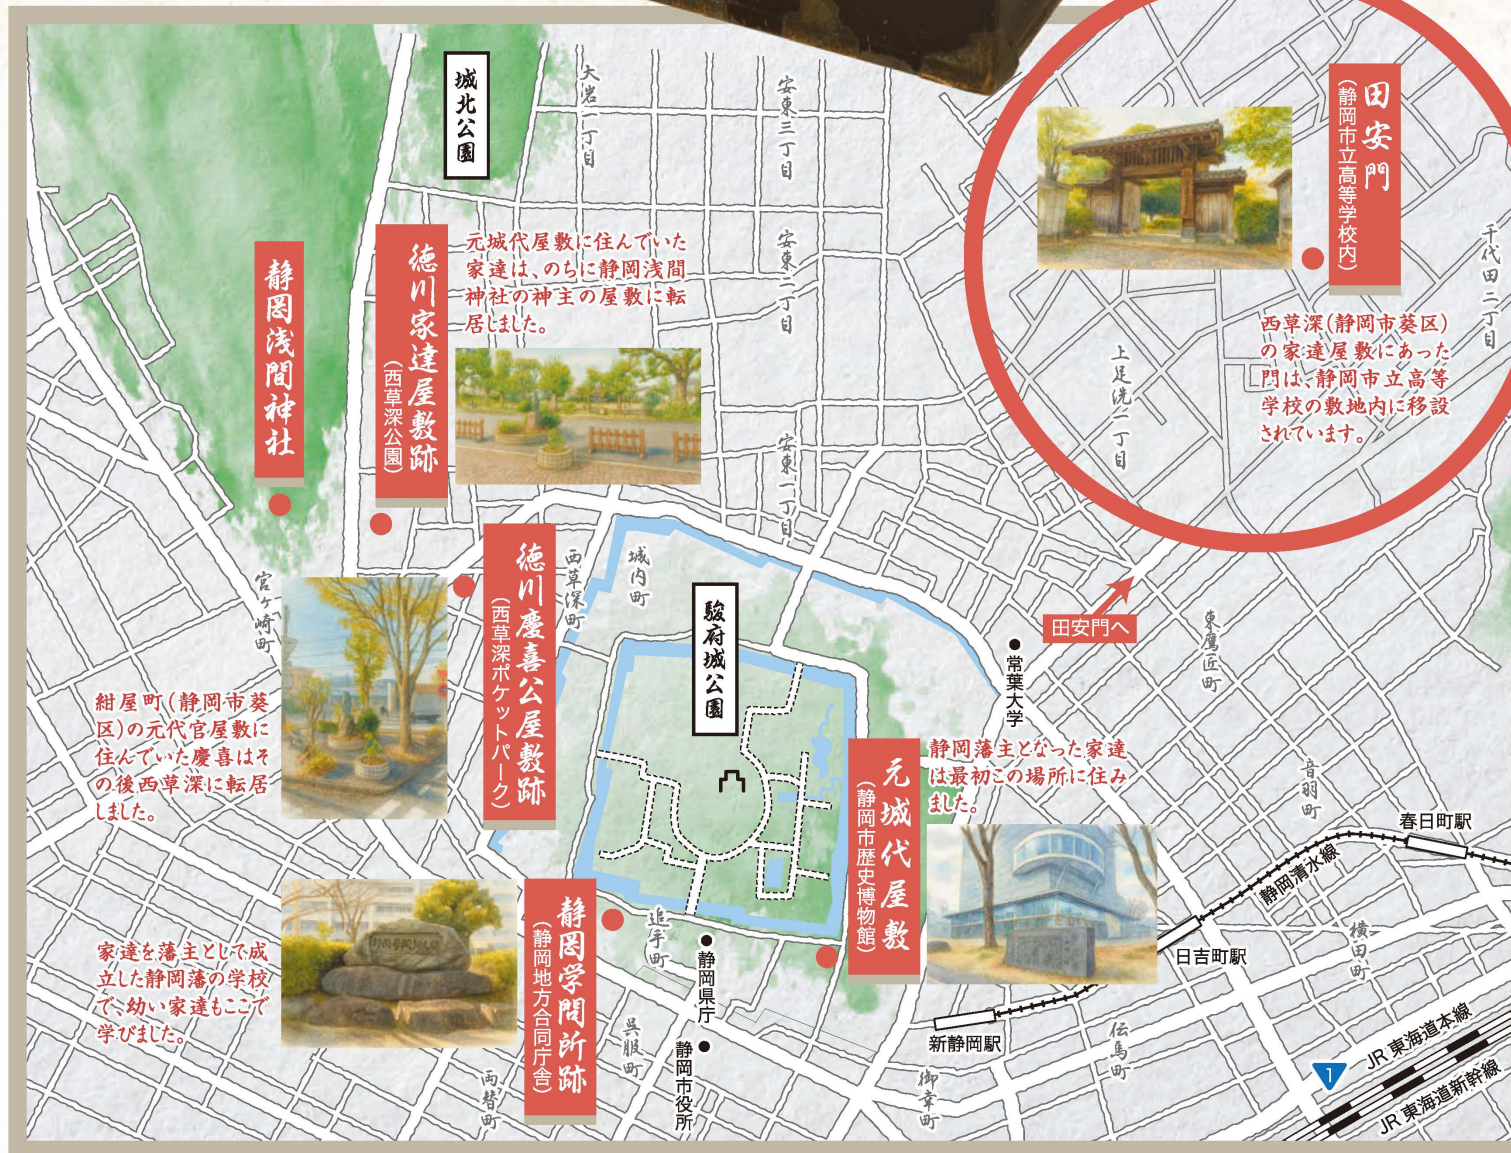 城北公園
大岩一丁目
安東三丁目
安東二丁目
安東一丁目
田安門
(静岡市立高等学校内)
千代田二丁目
上足洗一丁目
西草深(静岡市葵区)
の家達屋敷にあった
門は、静岡市立高等
学校の敷地内に移設
されています。
静岡浅間神社
徳川家達屋敷跡
(西草深公園)
元城代屋敷に住んでいた
家達は、のちに静岡浅間
神社の神主の屋敷に転
居しました。
宮ケ崎町
徳川慶喜公屋敷跡
(西草深ポケットパーク)
西草深町
城内町
駿府城公園
田安門へ
常葉大学
東鷹匠町
紺屋町(静岡市葵
区)の元代官屋敷に
住んでいた慶喜はそ
の後西草深に転居
しました。
元城代屋敷
(静岡市歴史博物館)
静岡藩主となった家達
は最初この場所に住み
ました。
音羽町
春日町駅
静岡清水線
日吉町駅
横田町
新静岡駅
伝馬町
静岡学問所跡
(静岡地方合同庁舎)
家達を藩主として成
立した静岡藩の学校
で、幼い家達もここで
学びました。
追手町
静岡県庁
静岡市役所
呉服町
両替町
御幸町
1
JR 東海道本線
JR 東海道新幹線